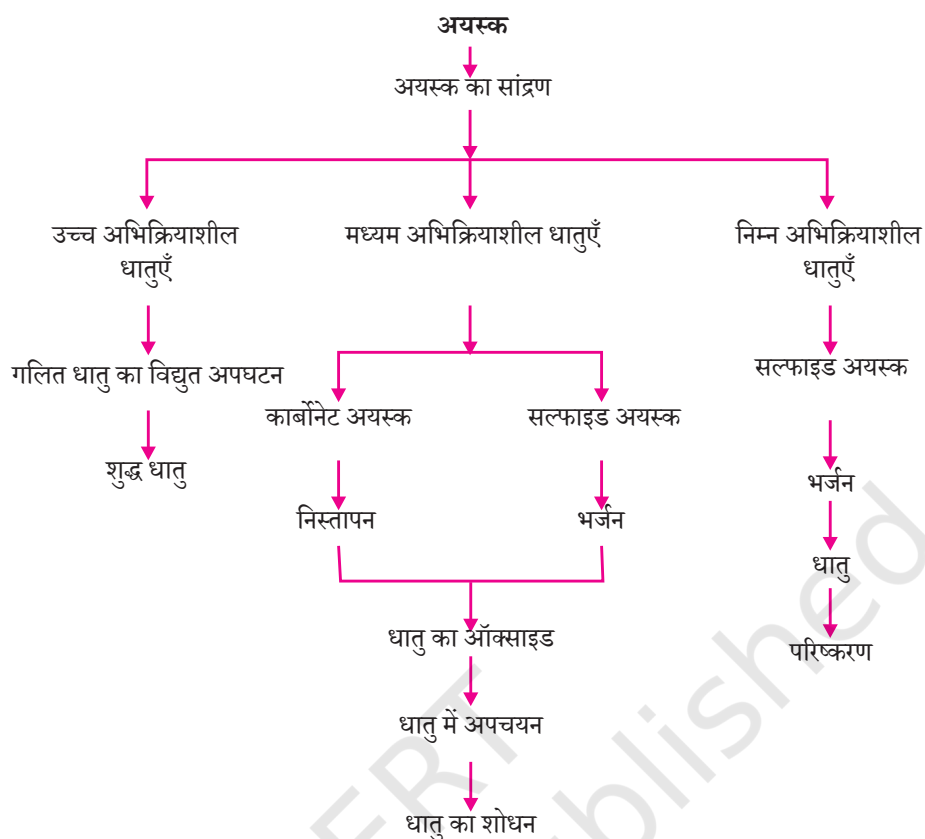 अयस्क
अयस्क का सांद्रण
उच्च अभिक्रियाशील
धातुएँ
मध्यम अभिक्रियाशील धातुएँ
निम्न अभिक्रियाशील
धातुएँ
गलित धातु का विद्युत अपघटन
शुद्ध धातु
कार्बोनेट अयस्क
सल्फाइड अयस्क
निस्तापन
भर्जन
धातु का ऑक्साइड
धातु में अपचयन
धातु का शोधन
सल्फाइड अयस्क
भर्जन
धातु
परिष्करण